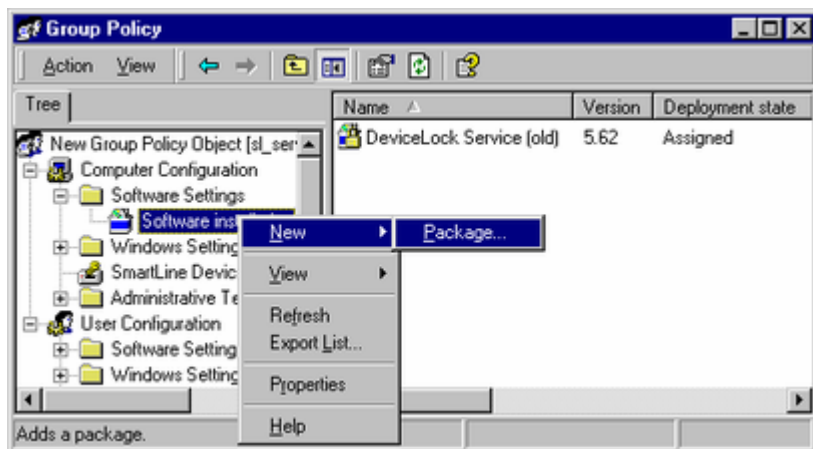 Group Policy
Action View
Tree
Name Version Deployment state
New Group Policy Object [sl_ser
DeviceLock Service (old) 5.62 Assigned
Computer Configuration
Software Settings
Software inst
New
Package...
Windows Setting
SmartLine Devic
View
Administrative Te
User Configuration
Refresh
Software Setting
Export List...
Windows Setting
Properties
Help
Adds a package.